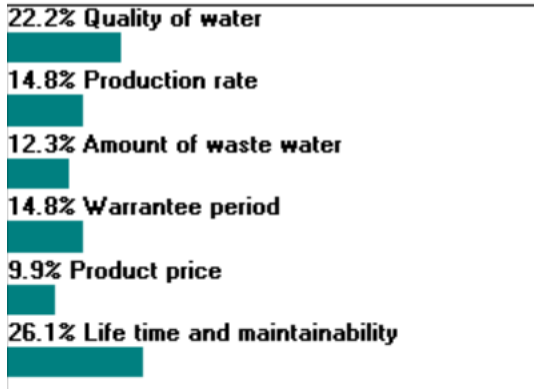 22.2% Quality of water
14.8% Production rate
12.3% Amount of waste water
14.8% Warrantee period
9.9% Product price
26.1% Life time and maintainability